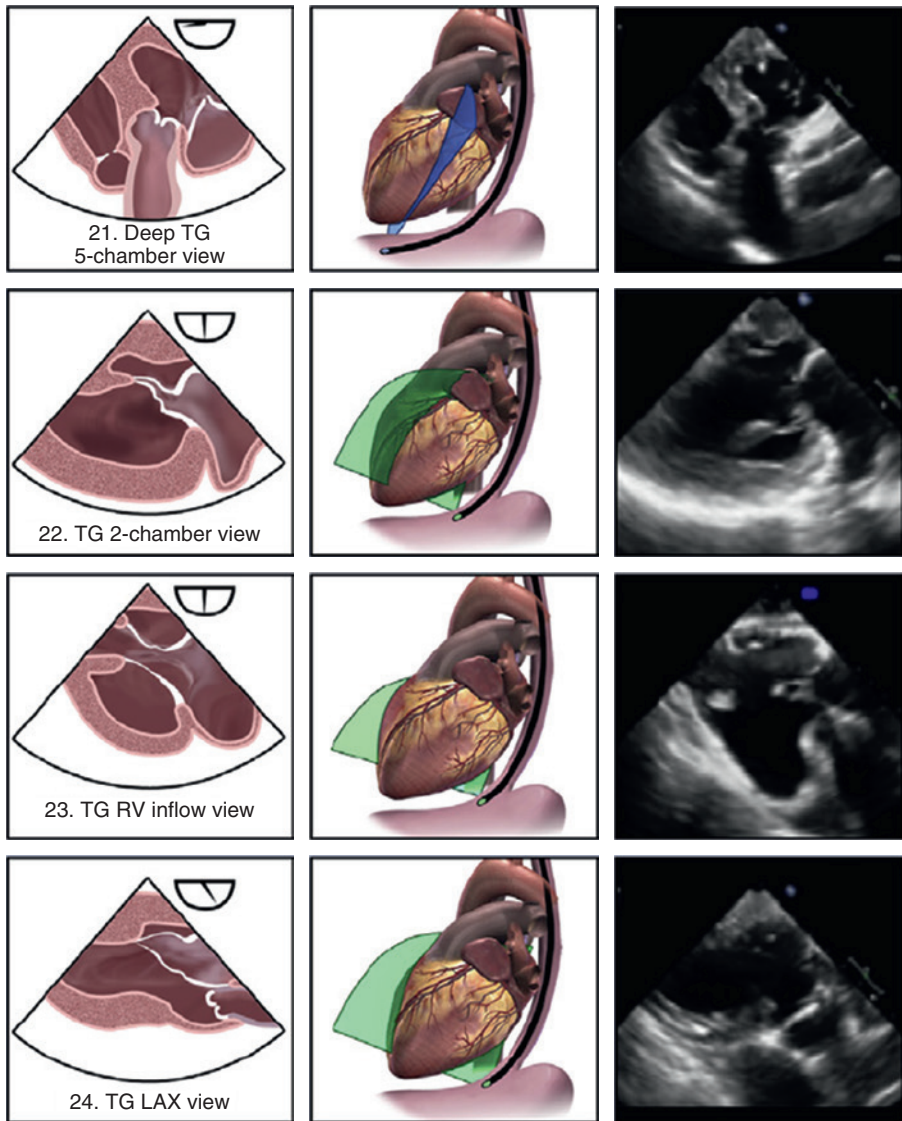 21. Deep TG
5-chamber view
22. TG 2-chamber view
23. TG RV inflow view
24. TG LAX view